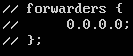 // forwarders {
//     0.0.0.0;
// };